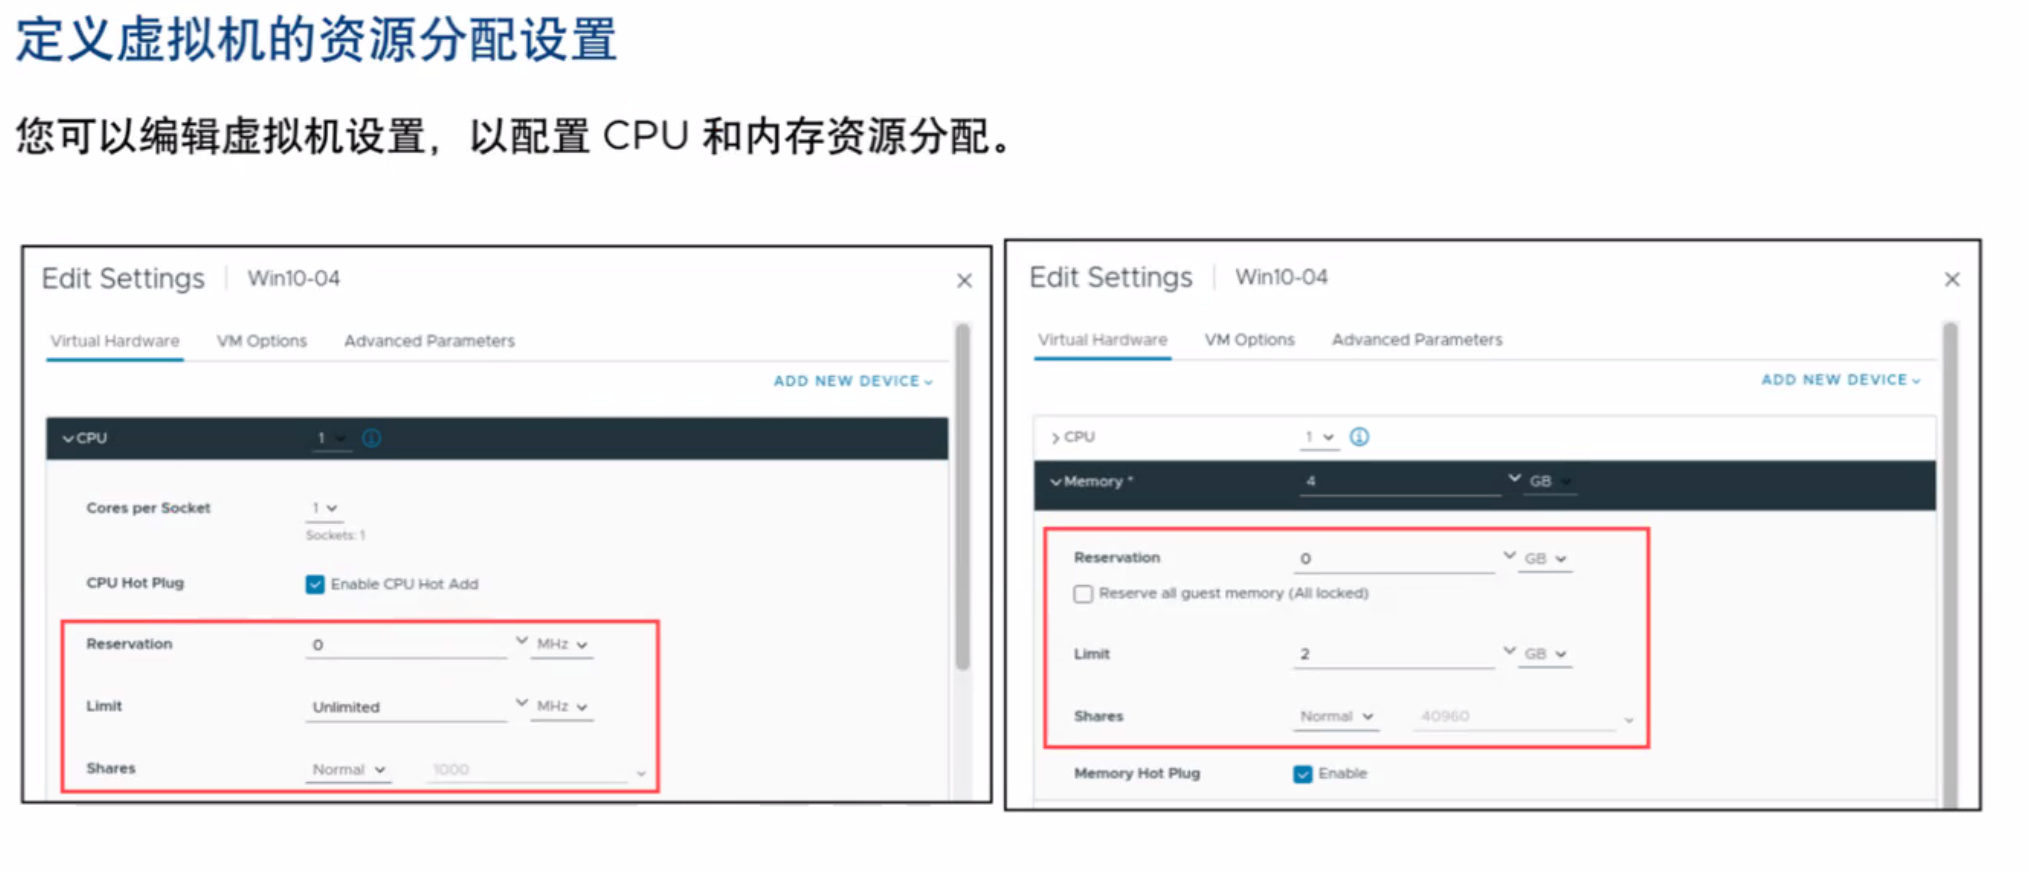 定义虚拟机的资源分配设置
您可以编辑虚拟机设置，以配置 CPU 和内存资源分配。
Edit Settings | Win10-04
Virtual Hardware VM Options Advanced Parameters
ADD NEW DEVICE
CPU 1
Cores per Socket 1
Sockets: 1
CPU Hot Plug Enable CPU Hot Add
Reservation 0 MHz
Limit Unlimited MHz
Shares Normal 1000
Edit Settings | Win10-04
Virtual Hardware VM Options Advanced Parameters
ADD NEW DEVICE
CPU 1
Memory * 4 GB
Reservation 0 GB
Reserve all guest memory (All locked)
Limit 2 GB
Shares Normal 40960
Memory Hot Plug Enable